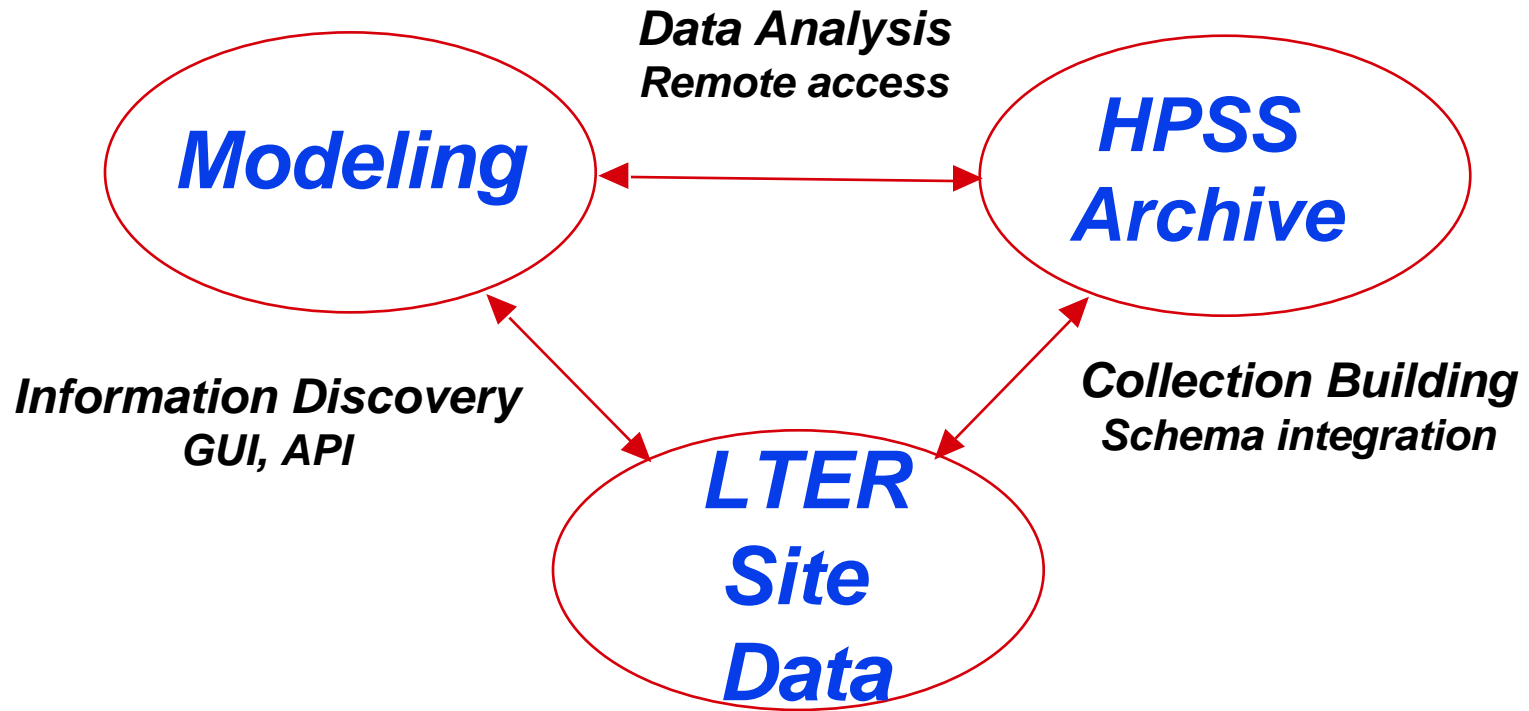 Data Analysis
Remote access
Modeling
HPSS
Archive
Information Discovery
GUI, API
Collection Building
Schema integration
LTER
Site
Data